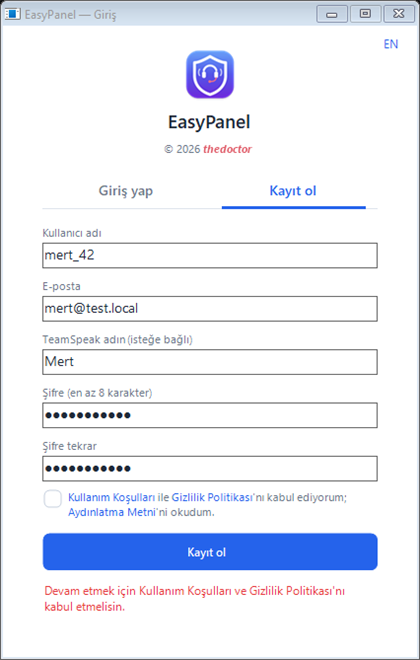 EasyPanel — Giriş
EN
EasyPanel
© 2026 thedoctor
Giriş yap
Kayıt ol
Kullanıcı adı
mert_42
E-posta
mert@test.local
TeamSpeak adın (isteğe bağlı)
Mert
Şifre (en az 8 karakter)
●●●●●●●●●●●
Şifre tekrar
●●●●●●●●●●●
Kullanım Koşulları ile Gizlilik Politikası'nı kabul ediyorum;
Aydınlatma Metni'ni okudum.
Kayıt ol
Devam etmek için Kullanım Koşulları ve Gizlilik Politikası'nı
kabul etmelisin.